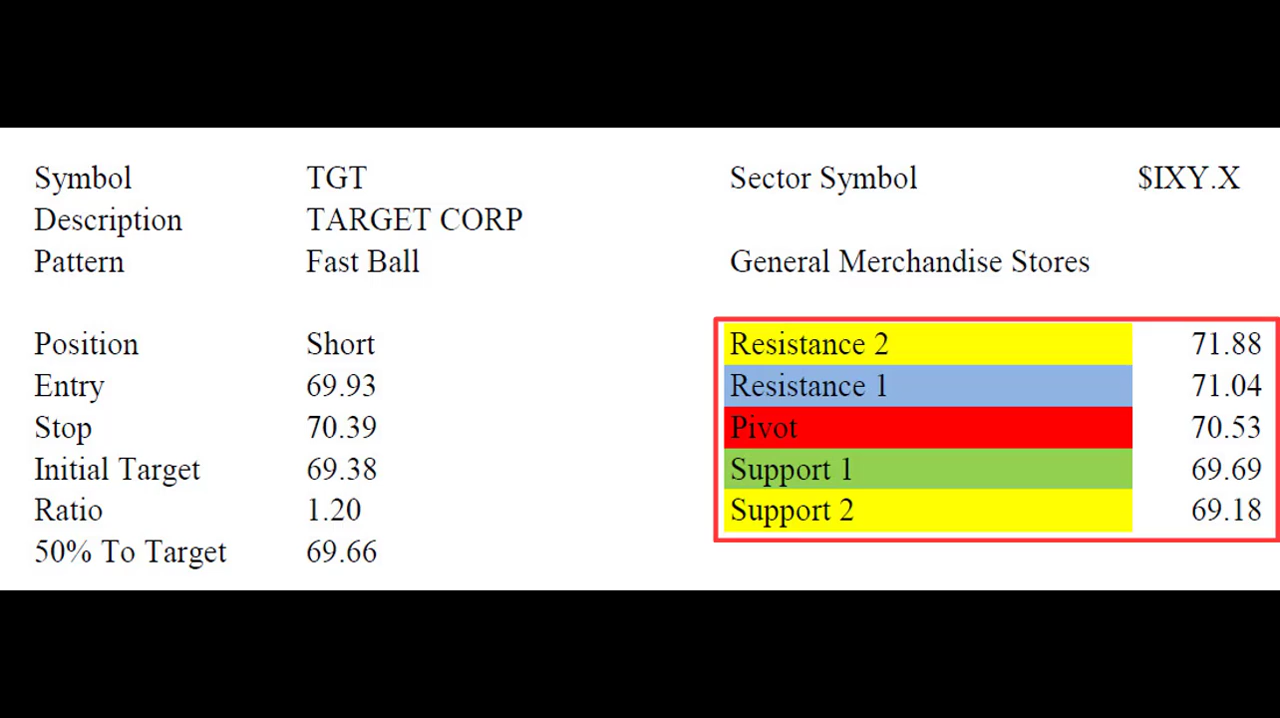 Symbol TGT Sector Symbol $IXY.X
Description TARGET CORP
Pattern Fast Ball General Merchandise Stores
Position Short Resistance 2 71.88
Entry 69.93 Resistance 1 71.04
Stop 70.39 Pivot 70.53
Initial Target 69.38 Support 1 69.69
Ratio 1.20 Support 2 69.18
50% To Target 69.66